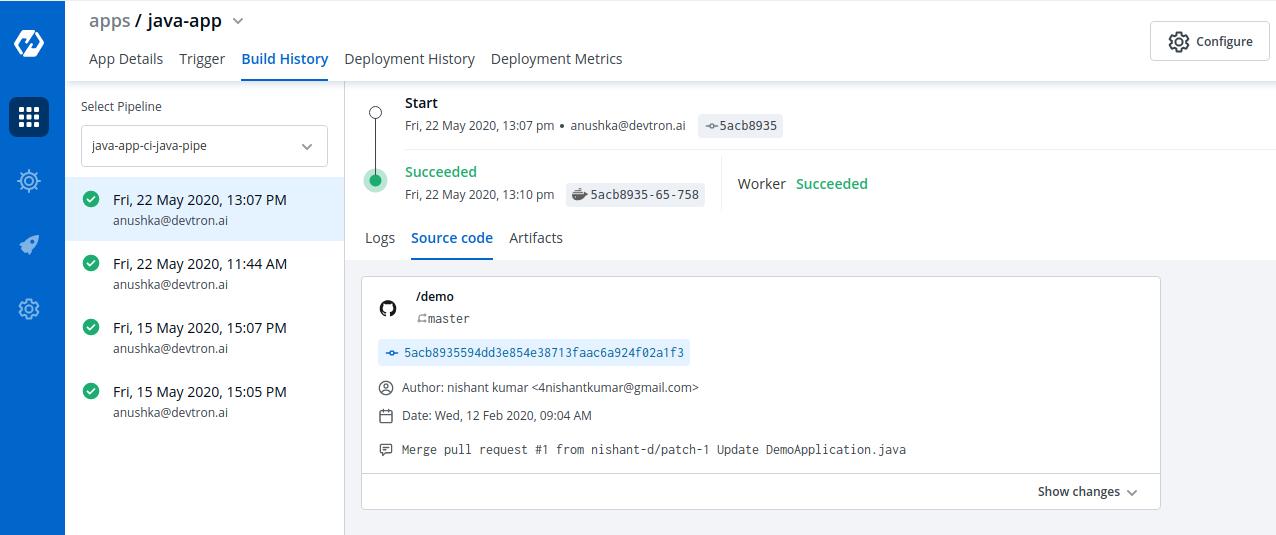 apps / java-app
Configure
App Details Trigger Build History Deployment History Deployment Metrics
Select Pipeline
java-app-ci-java-pipe
Fri, 22 May 2020, 13:07 PM
anushka@devtron.ai
Fri, 22 May 2020, 11:44 AM
anushka@devtron.ai
Fri, 15 May 2020, 15:07 PM
anushka@devtron.ai
Fri, 15 May 2020, 15:05 PM
anushka@devtron.ai
Start
Fri, 22 May 2020, 13:07 pm • anushka@devtron.ai 5acb8935
Succeeded
Fri, 22 May 2020, 13:10 pm 5acb8935-65-758
Worker Succeeded
Logs Source code Artifacts
/demo
master
5acb8935594dd3e854e38713faac6a924f02a1f3
Author: nishant kumar <4nishantkumar@gmail.com>
Date: Wed, 12 Feb 2020, 09:04 AM
Merge pull request #1 from nishant-d/patch-1 Update DemoApplication.java
Show changes